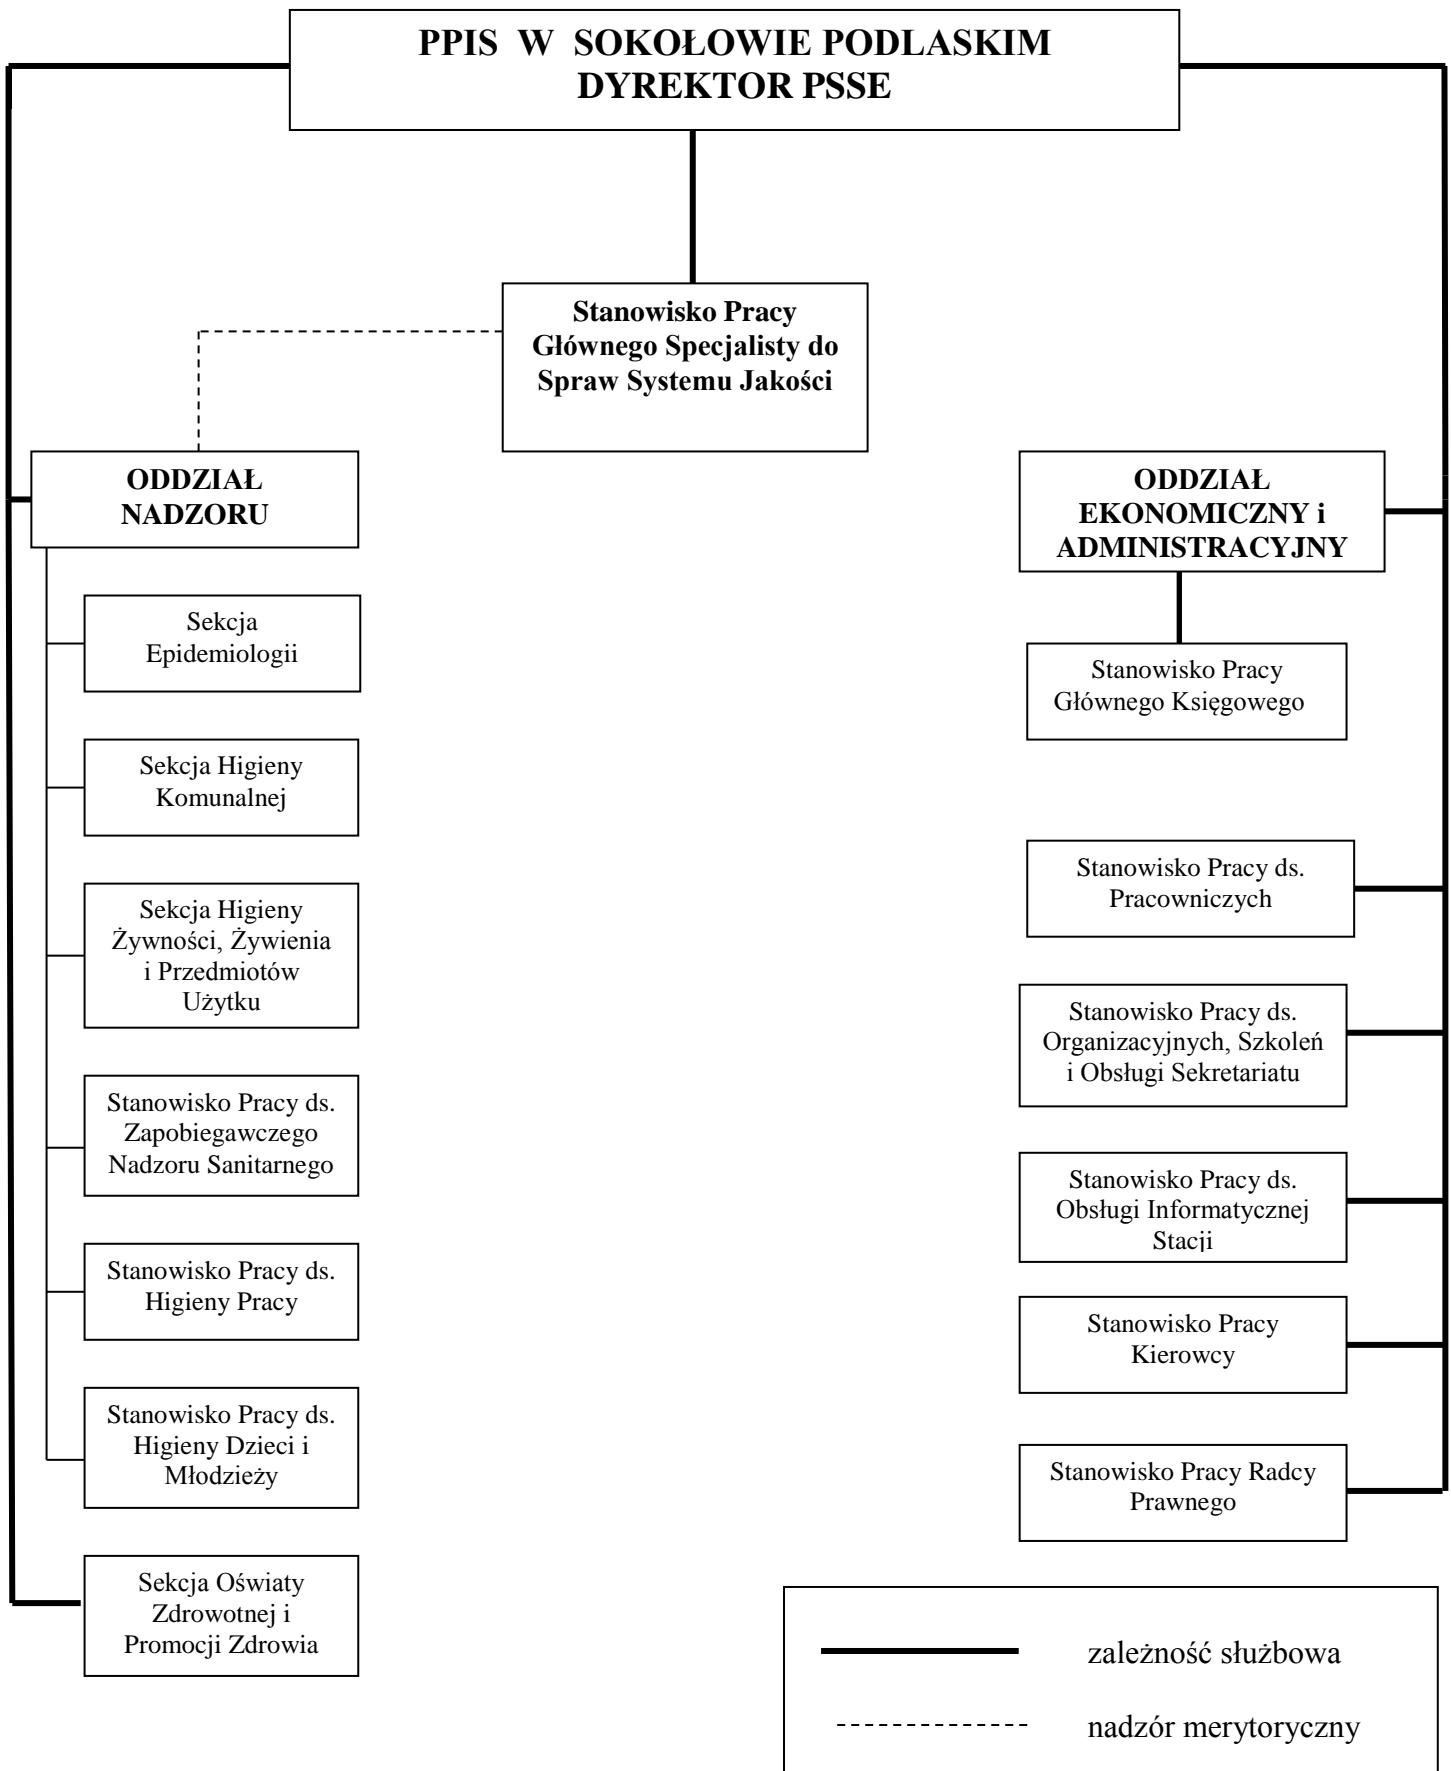 PPIS W SOKOŁOWIE PODLASKIM
DYREKTOR PSSE
Stanowisko Pracy
Głównego Specjalisty do
Spraw Systemu Jakości
ODDZIAŁ
NADZORU
Sekcja
Epidemiologii
Sekcja Higieny
Komunalnej
Sekcja Higieny
Żywności, Żywienia
i Przedmiotów
Użytku
Stanowisko Pracy ds.
Zapobiegawczego
Nadzoru Sanitarnego
Stanowisko Pracy ds.
Higieny Pracy
Stanowisko Pracy ds.
Higieny Dzieci i
Młodzieży
Sekcja Oświaty
Zdrowotnej i
Promocji Zdrowia
ODDZIAŁ
EKONOMICZNY i
ADMINISTRACYJNY
Stanowisko Pracy
Głównego Księgowego
Stanowisko Pracy ds.
Pracowniczych
Stanowisko Pracy ds.
Organizacyjnych, Szkoleń
i Obsługi Sekretariatu
Stanowisko Pracy ds.
Obsługi Informatycznej
Stacji
Stanowisko Pracy
Kierowcy
Stanowisko Pracy Radcy
Prawnego
zależność służbowa
nadzór merytoryczny